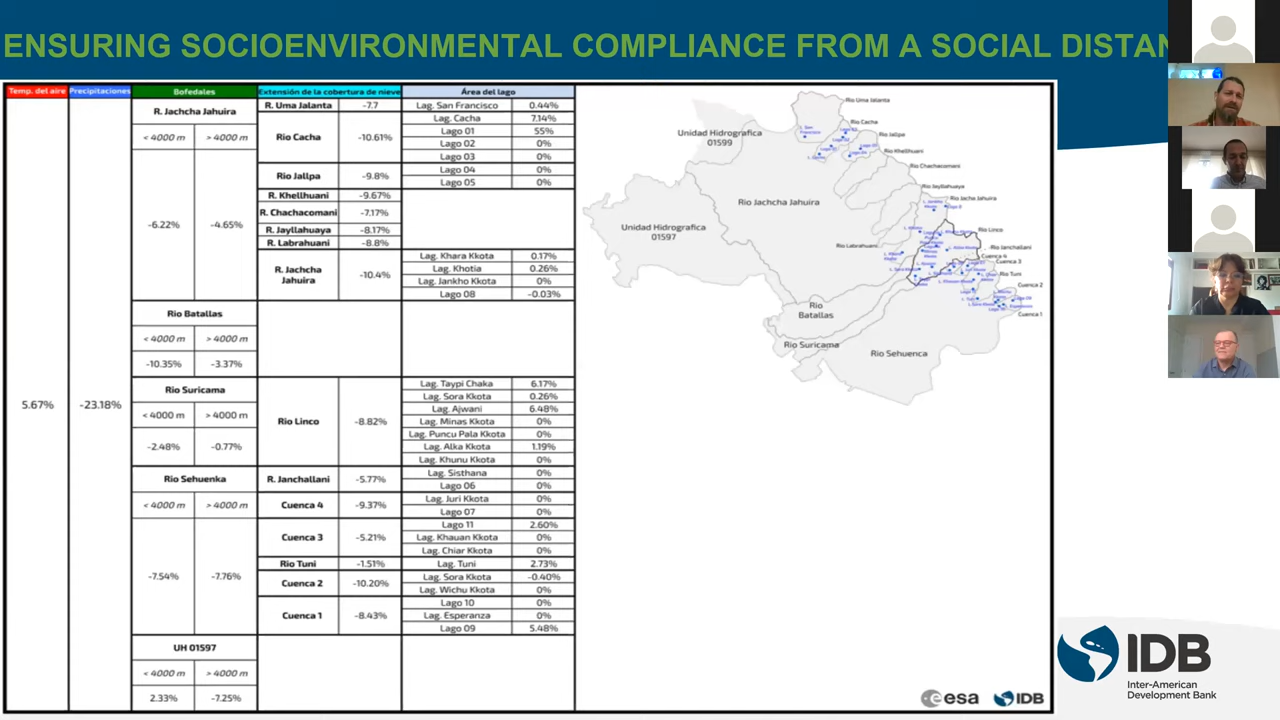 ENSURING SOCIOENVIRONMENTAL COMPLIANCE FROM A SOCIAL DISTAN
Temp. del aire Precipitaciones Bofedales Extensión de la cobertura de nieve Área del lago
R. Jachcha Jahuira
< 4000 m > 4000 m
-6.22% -4.65%
Rio Batallas
< 4000 m > 4000 m
-10.35% -3.37%
5.67% -23.18%
Rio Suricama
< 4000 m > 4000 m
-2.48% -0.77%
Rio Sehuenka
< 4000 m > 4000 m
-7.54% -7.76%
UH 01597
< 4000 m > 4000 m
2.33% -7.25%
R. Uma Jalanta -7.7 Lag. San Francisco 0.44%
Rio Cacha -10.61% Lag. Cacha 7.14%
Lago 01 55%
Lago 02 0%
Lago 03 0%
Rio Jallpa -9.8% Lago 04 0%
Lago 05 0%
R. Khellhuani -9.67%
R. Chachacomani -7.17%
R. Jayllahuaya -8.17%
R. Labrahuani -8.8%
R. Jachcha Jahuira -10.4% Lag. Khara Kkota 0.17%
Lag. Khotia 0.26%
Lag. Jankho Kkota 0%
Lago 08 -0.03%
Rio Linco -8.82% Lag. Taypi Chaka 6.17%
Lag. Sora Kkota 0.26%
Lag. Ajwani 6.48%
Lag. Minas Kkota 0%
Lag. Puncu Pala Kkota 0%
Lag. Alka Kkota 1.19%
Lag. Khunu Kkota 0%
R. Janchallani -5.77% Lag. Sisthana 0%
Lago 06 0%
Cuenca 4 -9.37% Lag. Juri Kkota 0%
Lago 07 0%
Cuenca 3 -5.21% Lago 11 2.60%
Lag. Khauan Kkota 0%
Lag. Chiar Kkota 0%
Rio Tuni -1.51% Lag. Tuni 2.73%
Cuenca 2 -10.20% Lag. Sora Kkota -0.40%
Lag. Wichu Kkota 0%
Cuenca 1 -8.43% Lago 10 0%
Lag. Esperanza 0%
Lago 09 5.48%
Rio Uma Jalanta
Rio Cacha
Unidad Hidrografica
01599
Rio Jallpa
Rio Khellhuani
Rio Chachacomani
Rio Jayllahuaya
Rio Jachcha Jahuira
Rio Jacha Jahuira
Unidad Hidrografica
01597
Rio Linco
Rio Labrahuani
Rio Janchallani
Cuenca 4
Cuenca 3
Rio Tuni
Cuenca 2
Rio
Batallas
Cuenca 1
Rio Suricama
Rio Sehuenca
esa
IDB
IDB
Inter-American
Development Bank